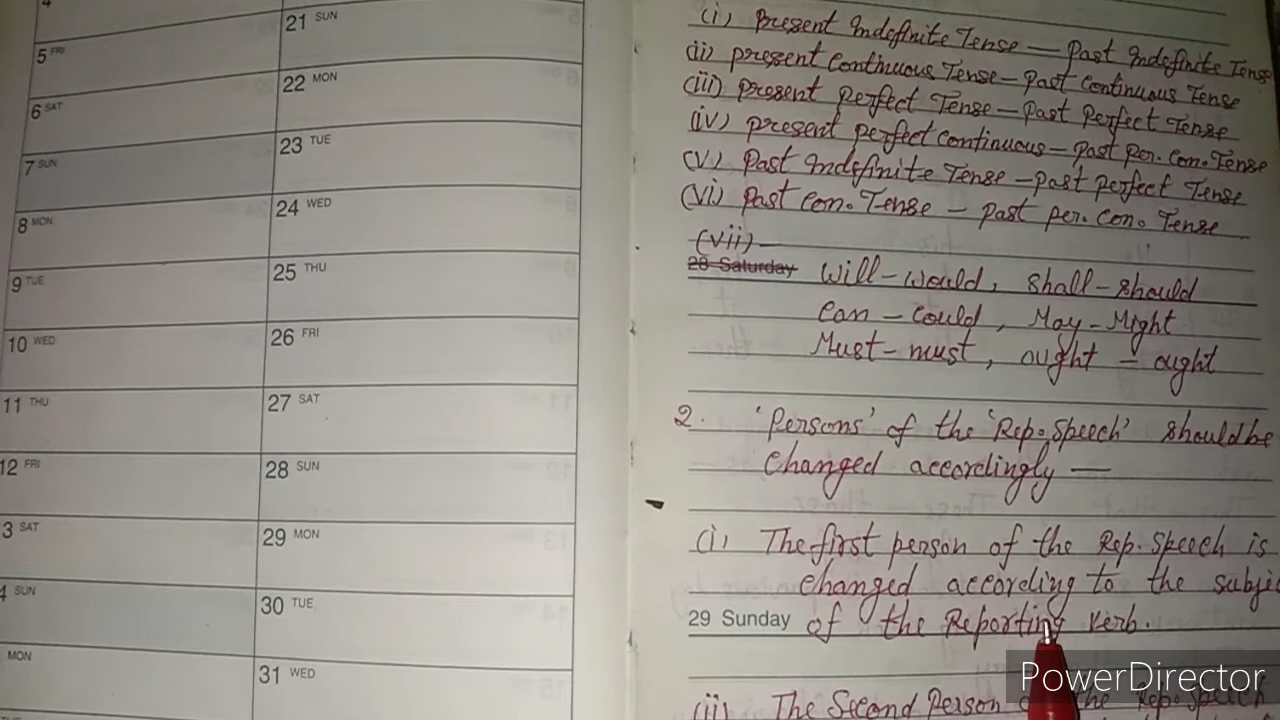 4
5 FRI
6 SAT
7 SUN
8 MON
9 TUE
10 WED
11 THU
12 FRI
3 SAT
4 SUN
MON
21 SUN
22 MON
23 TUE
24 WED
25 THU
26 FRI
27 SAT
28 SUN
29 MON
30 TUE
31 WED
(i) Present Indefinite Tense — Past Indefinite Tense
(ii) present continuous Tense – Past continuous Tense
(iii) present perfect Tense – Past Perfect Tense
(iv) present perfect continuous – past per. con. Tense
(v) Past Indefinite Tense – past perfect Tense
(vi) Past con. Tense – past per. con. Tense
(vii)
28 Saturday will – would, shall – should
can – could, May – Might
Must – must, ought – ought
2. 'Persons' of the 'Rep. Speech' should be
changed accordingly —
(i) The first person of the Rep. Speech is
changed according to the subje
29 Sunday of the Reporting verb.
(ii) The Second Person the Rep. Speech
PowerDirector